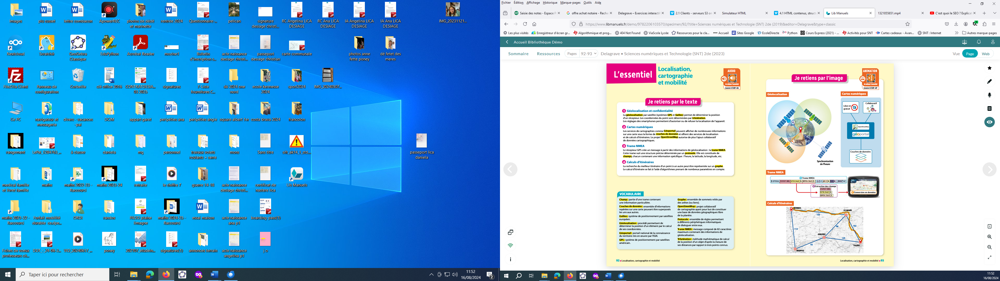 Images
plu cusset
lettre combacon
ApowerREC
photos de dédé et marinette
rentrée 2024
Questionnaire-...
pelican
signature desiage christi...
RC Angelina LICA DESIAGE
RC Ana LICA DESIAGE
IA Angelina LICA DESIAGE
IA Ana LICA DESIAGE
IMG_20231121...
Nextcloud
ScratchJr
GeoGebra Classique
EduPython
Acrobat Reader
mozine1
Bulletin d'inscription s...
acte naissance desiage christi...
passeport desiage christian
carte communale
photos anne fette poney
dé fetet des meres
FileZilla Client
Panneau de configuration
Corbeille
clé office 2016
CONTRATDESIA... 03 2025
signatures
7-Liste fournitures C...
ski 2024 one nord
ecole kermesse 2024
sport2024
IMG_20240507...
Ce PC
navigateur et messagerie
divers - vacances -pal
DCIM
appart garet
peripéties ana
peripéties angie
square albert 1er
costa brava 2024
francolon
rangement
LePal_1284763_...
à classer
daniela
mg
personnel
travaux volets roulants + serre
mons
Sans titre
sifr_ak14_1_std...
passeport lica daniela
medical famille et livret famille
maths
maths 2022-23 - Raccourci
maths 2023-24
retraite
le chiffre 7
guerre 14-18
acte naissance desiage christi...
certificat de nastere lica
Lib Manuels
maths 2021-22 - Raccourci
Forfait mobilité durable ce.dpe...
ORDI
randos
PADD plaine limagne
maths 2024-25 - Raccourci
essai maison
acte naissance ana p1
boarding-pass(1)
Fiches de voeux professeurs cit...
DDT_-_24-06-2...
VID_20240617_...
poney
202107_etudein...
signatures(1)
annonces terrain
acte naissance angelina p1
j o
Taper ici pour rechercher
11:52
16/08/2024
Fichier Édition Affichage Historique Marque-pages Outils Aide
Saisie des notes - Espace P
offre achat notaire - Reche
Delagrave – Exercices interactif
2.1 Clients - serveurs S3 on
Simulateur HTML
4.1 HTML contenus, struct
Lib Manuels
1321855651.mp4
C'est quoi le SEO ? Explicat
https://www.libmanuels.fr/demo/9782206103570/specimen/92/?title=Sciences numériques et Technologie (SNT) 2de (2019)&editor=Delagrave&type=classic
Les plus visités
Enregistreur d'écran gr...
Algorithmique et prog...
404 Not Found
ViaScola Lycée
Ressources pour la cla...
Accueil
Sites Google
EcoleDirecte
Python
Cours Express (2021) - ...
Activités pour SNT
Cartes cadeaux - Avan...
SNT : Internet
Autres marque-pages
Accueil Bibliothèque Démo
Sommaire Ressources Pages 92-93 Delagrave • Sciences numériques et Technologie (SNT) 2de (2023)
Vue Page Web
L'essentiel
Localisation,
cartographie
et mobilité
AUDIO
Je retiens l'essentiel
Je retiens par le texte
1 Géolocalisation et confidentialité
La géolocalisation par satellite (systèmes GPS et Galileo) permet de déterminer la position
d'un récepteur. Les coordonnées du point sont déterminées par trilatération.
Les réglages des smartphones permettent d'autoriser ou de refuser la localisation de l'appareil.
2 Cartes numériques
Les services de cartographies comme Géoportail peuvent afficher de nombreuses informations
sur une carte sous la forme de couches de données et offrent des services de localisation
et de calculs d'itinéraires. Le projet OpenStreetMap autorise de plus l'ajout collaboratif
de données cartographiques.
3 Trame NMEA
Le récepteur GPS crée un message à partir des informations de géolocalisation : la trame NMEA.
Cette trame suit une structure précise déterminée par un protocole. Elle est constituée de
champs, chacun contenant une information spécifique : l'heure, la latitude, la longitude, etc.
4 Calculs d'itinéraires
La recherche du meilleur itinéraire d'un point à un autre peut être représentée sur un graphe.
Le calcul d'itinéraire se fait à l'aide d'algorithmes prenant de nombreux paramètres en compte.
VOCABULAIRE
Champ : partie d'une trame contenant
une information particulière.
Couches de données : ensemble d'informations
repérées sur une carte pouvant être superposés
les uns aux autres.
Galileo : système de positionnement par satellites
européen.
Géolocalisation : procédé permettant de
déterminer la position d'un élément par le calcul
de ses coordonnées.
Géoportail : portail national de la connaissance
du territoire mis en œuvre par l'IGN.
GPS : système de positionnement par satellites
américain.
Graphe : ensemble de sommets reliés par
des arêtes (ou liens).
OpenStreetMap : projet collaboratif
de cartographie ayant pour but de constituer
une base de données géographiques libre
de la planète.
Protocole : ensemble de règles permettant
à différents périphériques informatiques
de dialoguer entre eux.
Trame NMEA : message composé de 82 caractères
maximum contenant des informations de
géolocalisation.
Trilatération : méthode mathématique de calcul
de la position d'un objet d'après la mesure de
ses distances par rapport à trois points connus.
92 ■ Localisation, cartographie et mobilité
Je retiens par l'image
ANIMATION
Je retiens l'essentiel
Géolocalisation
Synchronisation
de l'heure
Cartes numériques
Libre et gratuit
Collaboratif
OpenStreetMap
géoportail
Couches de données
Trame NMEA
1 Trame NMEA
2 Extraction des champs
232557.000,
5218.2662,N,
00924.2643,E,
3 Conversion en données
Calculs d'itinéraires
RENNES
LE MANS
153
102
98
113
ANGERS
129
92
TOURS
NANTES
Localisation, cartographie et mobilité ■ 93
11:52
16/08/2024